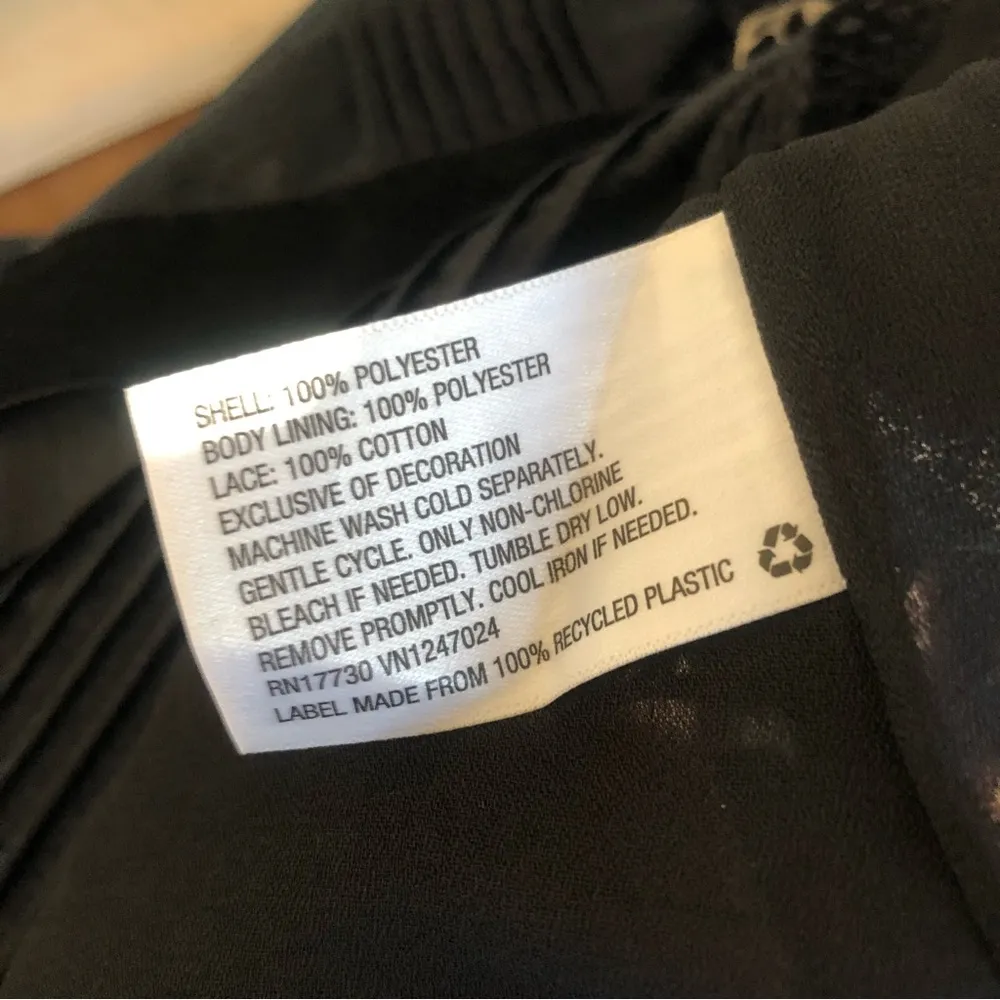 SHELL: 100% POLYESTER
BODY LINING: 100% POLYESTER
LACE: 100% COTTON
EXCLUSIVE OF DECORATION
MACHINE WASH COLD SEPARATELY.
GENTLE CYCLE. ONLY NON-CHLORINE
BLEACH IF NEEDED. TUMBLE DRY LOW.
REMOVE PROMPTLY. COOL IRON IF NEEDED.
RN17730 VN1247024
LABEL MADE FROM 100% RECYCLED PLASTIC